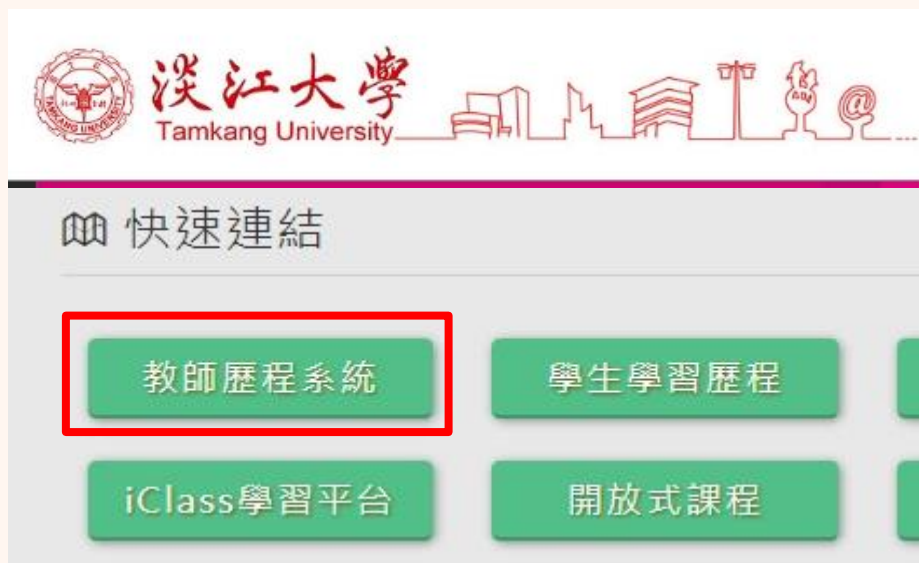 淡江大學
Tamkang University
快速連結
教師歷程系統
學生學習歷程
iClass學習平台
開放式課程